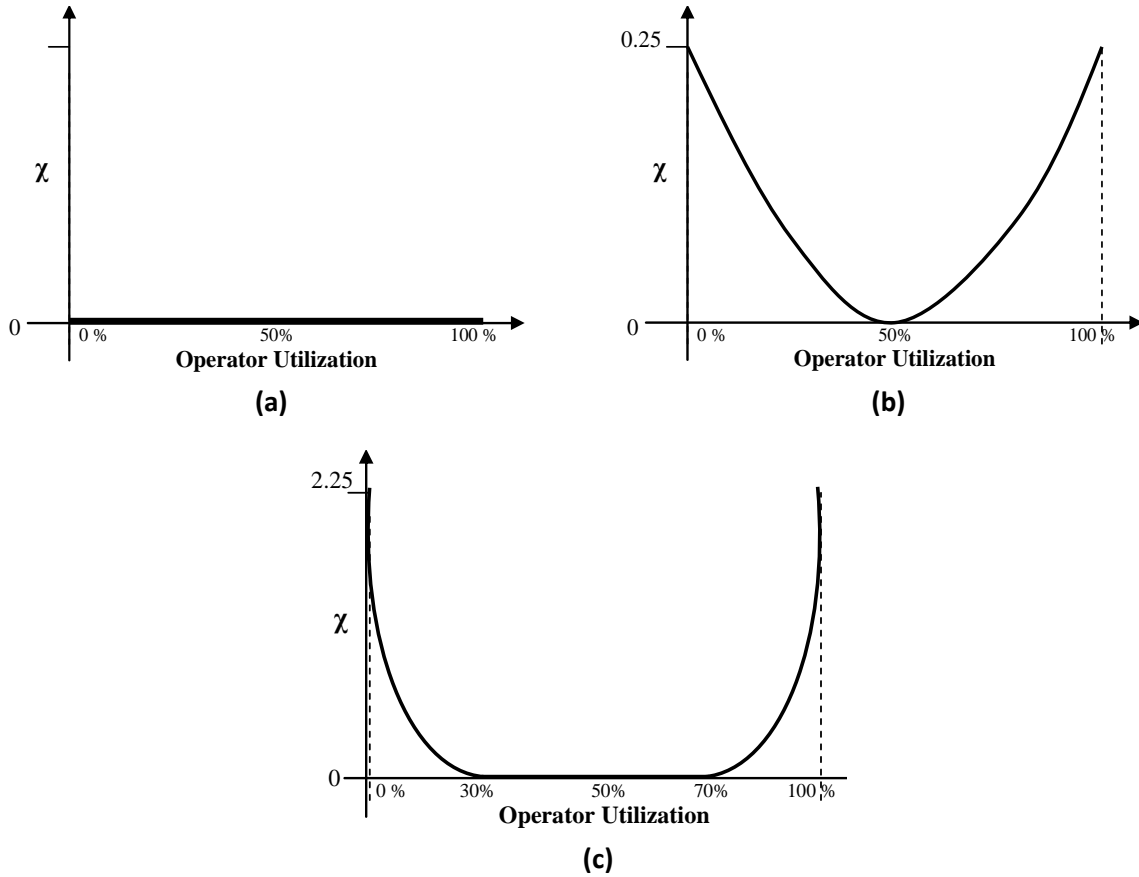 χ
0
0 %
50%
100 %
Operator Utilization
(a)
0.25
χ
0
0 %
50%
100 %
Operator Utilization
(b)
2.25
χ
0
0 %
30%
50%
70%
100 %
Operator Utilization
(c)